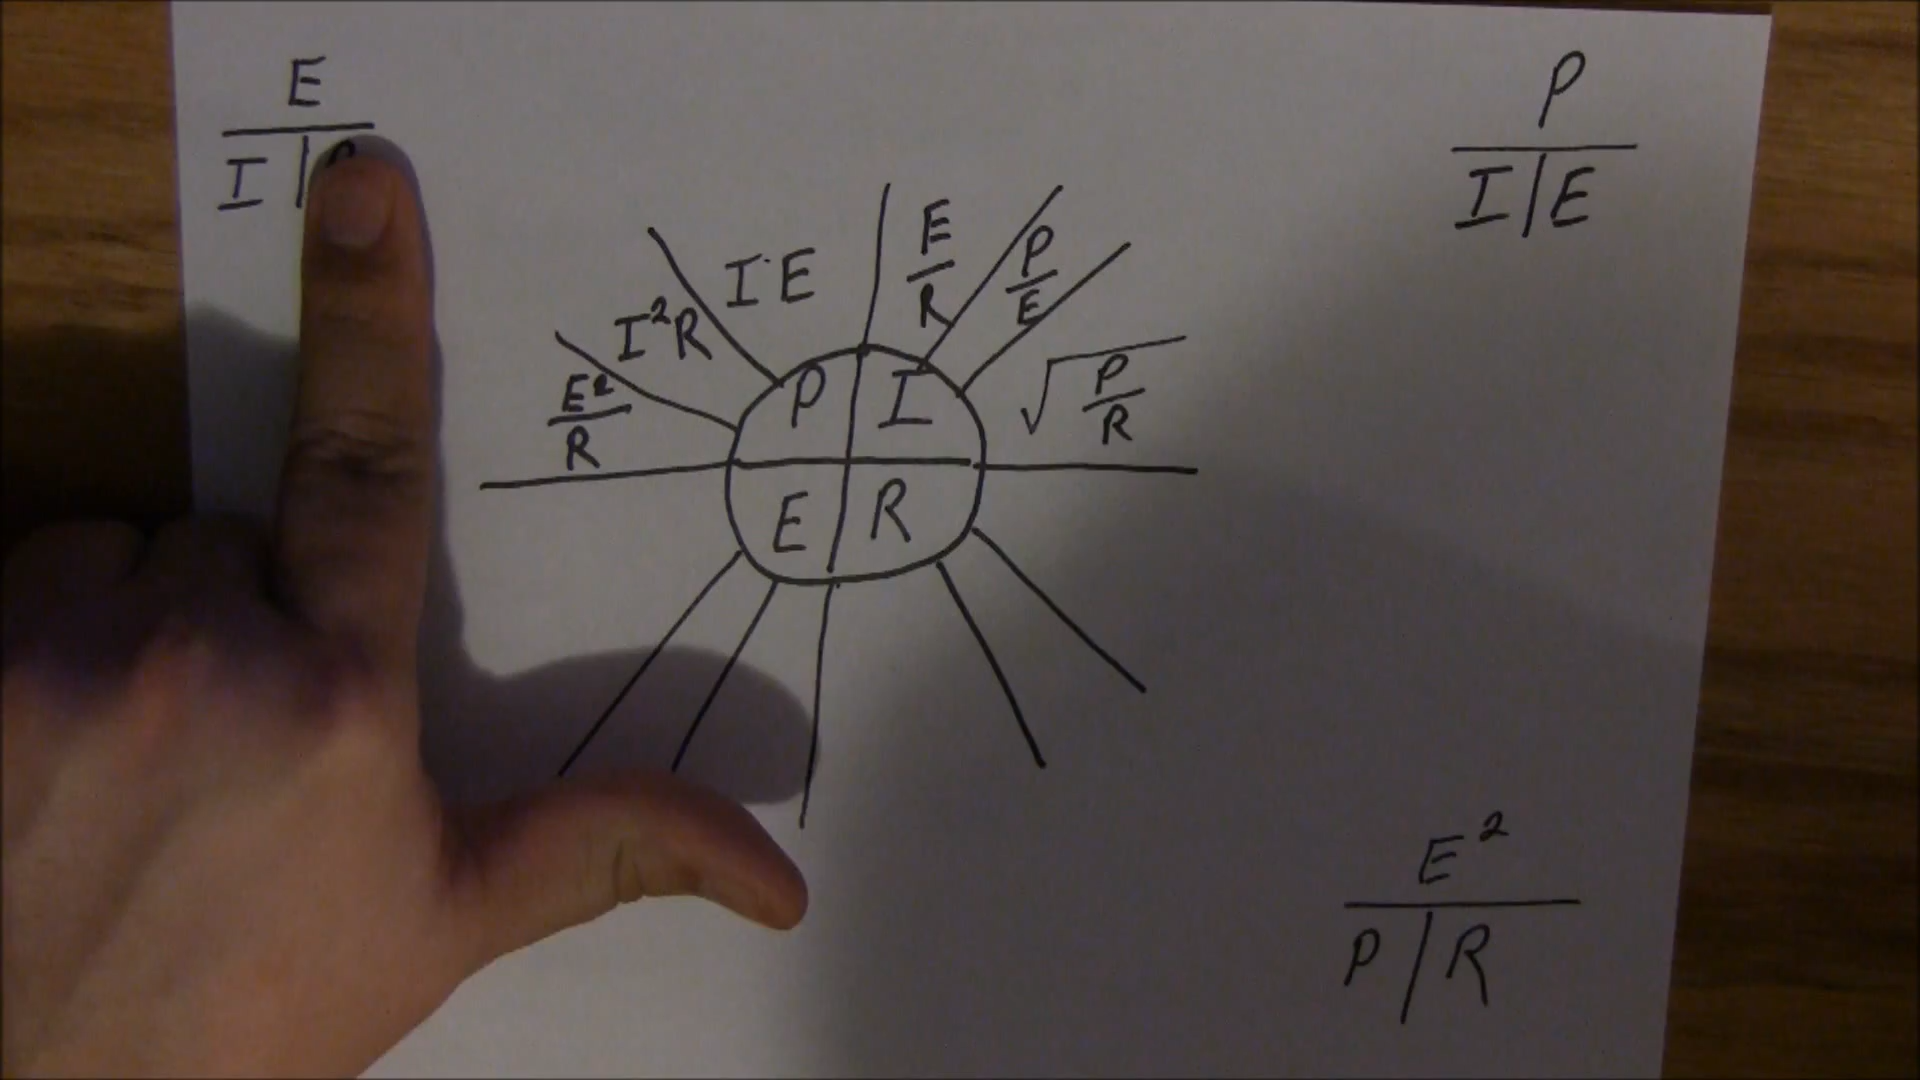 E
I |
P
I | E
I·E
I²R
E²/R
E/R
P/E
√P/R
P I
E R
E²
P | R